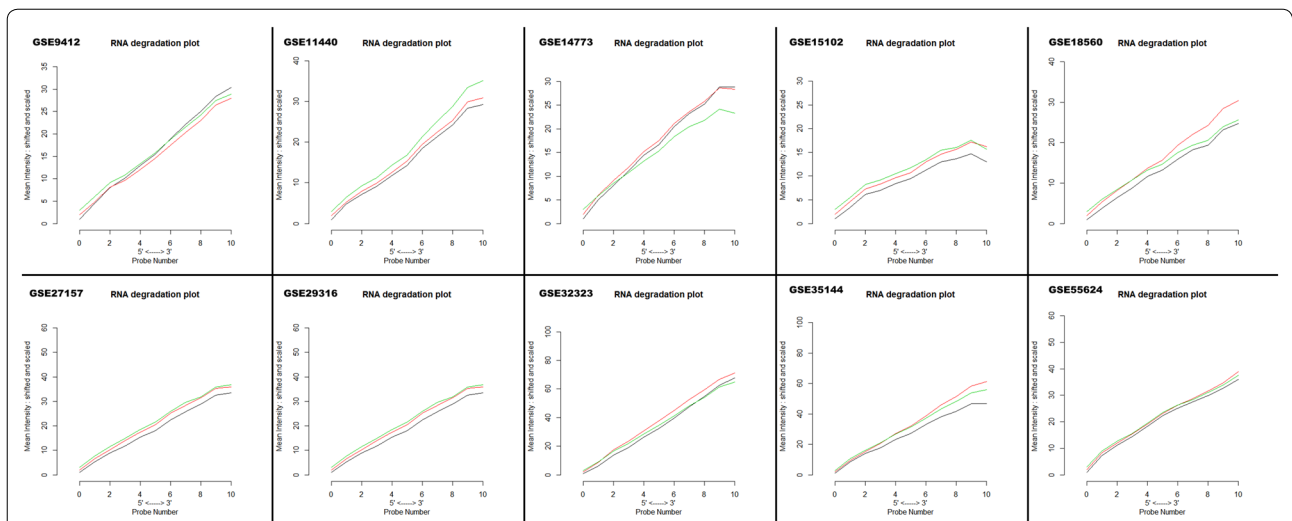 GSE9412 RNA degradation plot
Mean Intensity : shifted and scaled
0 5 10 15 20 25 30 35
0 2 4 6 8 10
5' <-----> 3'
Probe Number
GSE11440 RNA degradation plot
Mean Intensity : shifted and scaled
0 10 20 30 40
0 2 4 6 8 10
5' <-----> 3'
Probe Number
GSE14773 RNA degradation plot
Mean Intensity : shifted and scaled
0 5 10 15 20 25 30
0 2 4 6 8 10
5' <-----> 3'
Probe Number
GSE15102 RNA degradation plot
Mean Intensity : shifted and scaled
0 5 10 15 20 25 30
0 2 4 6 8 10
5' <-----> 3'
Probe Number
GSE18560 RNA degradation plot
Mean Intensity : shifted and scaled
0 10 20 30 40
0 2 4 6 8 10
5' <-----> 3'
Probe Number
GSE27157 RNA degradation plot
Mean Intensity : shifted and scaled
0 10 20 30 40 50 60
0 2 4 6 8 10
5' <-----> 3'
Probe Number
GSE29316 RNA degradation plot
Mean Intensity : shifted and scaled
0 10 20 30 40 50 60
0 2 4 6 8 10
5' <-----> 3'
Probe Number
GSE32323 RNA degradation plot
Mean Intensity : shifted and scaled
0 20 40 60 80 100
0 2 4 6 8 10
5' <-----> 3'
Probe Number
GSE35144 RNA degradation plot
Mean Intensity : shifted and scaled
0 20 40 60 80 100
0 2 4 6 8 10
5' <-----> 3'
Probe Number
GSE55624 RNA degradation plot
Mean Intensity : shifted and scaled
0 10 20 30 40 50 60
0 2 4 6 8 10
5' <-----> 3'
Probe Number